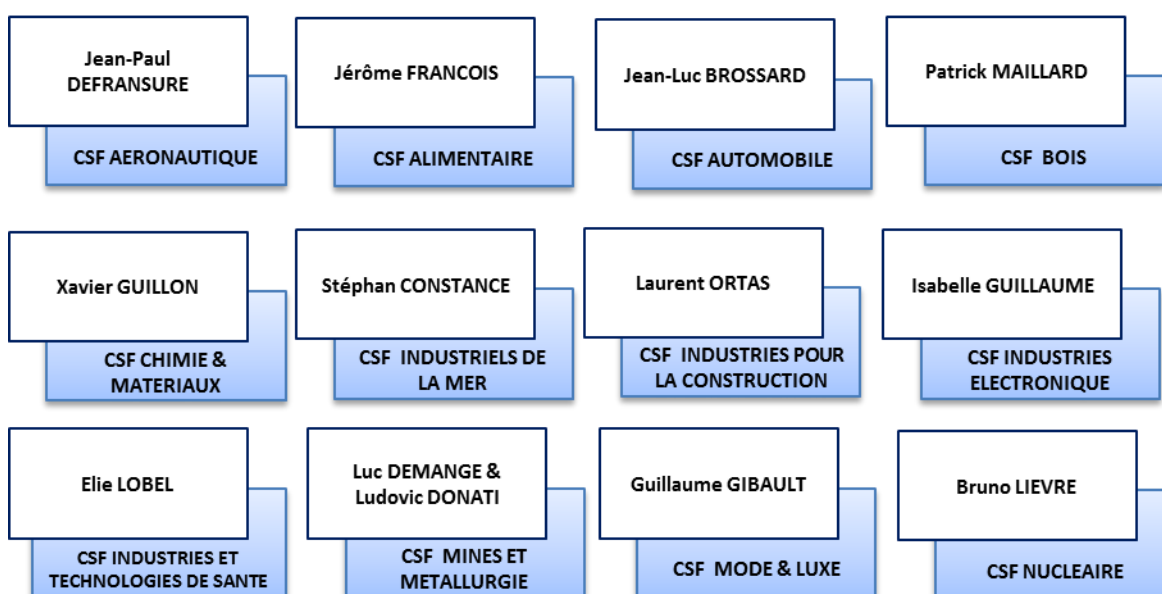 Jean-Paul
DEFRANSURE
CSF AERONAUTIQUE
Jérôme FRANCOIS
CSF ALIMENTAIRE
Jean-Luc BROSSARD
CSF AUTOMOBILE
Patrick MAILLARD
CSF BOIS
Xavier GUILLON
CSF CHIMIE &
MATERIAUX
Stéphan CONSTANCE
CSF INDUSTRIELS DE
LA MER
Laurent ORTAS
CSF INDUSTRIES POUR
LA CONSTRUCTION
Isabelle GUILLAUME
CSF INDUSTRIES
ELECTRONIQUE
Elie LOBEL
CSF INDUSTRIES ET
TECHNOLOGIES DE SANTE
Luc DEMANGE &
Ludovic DONATI
CSF MINES ET
METALLURGIE
Guillaume GIBAULT
CSF MODE & LUXE
Bruno LIEVRE
CSF NUCLEAIRE